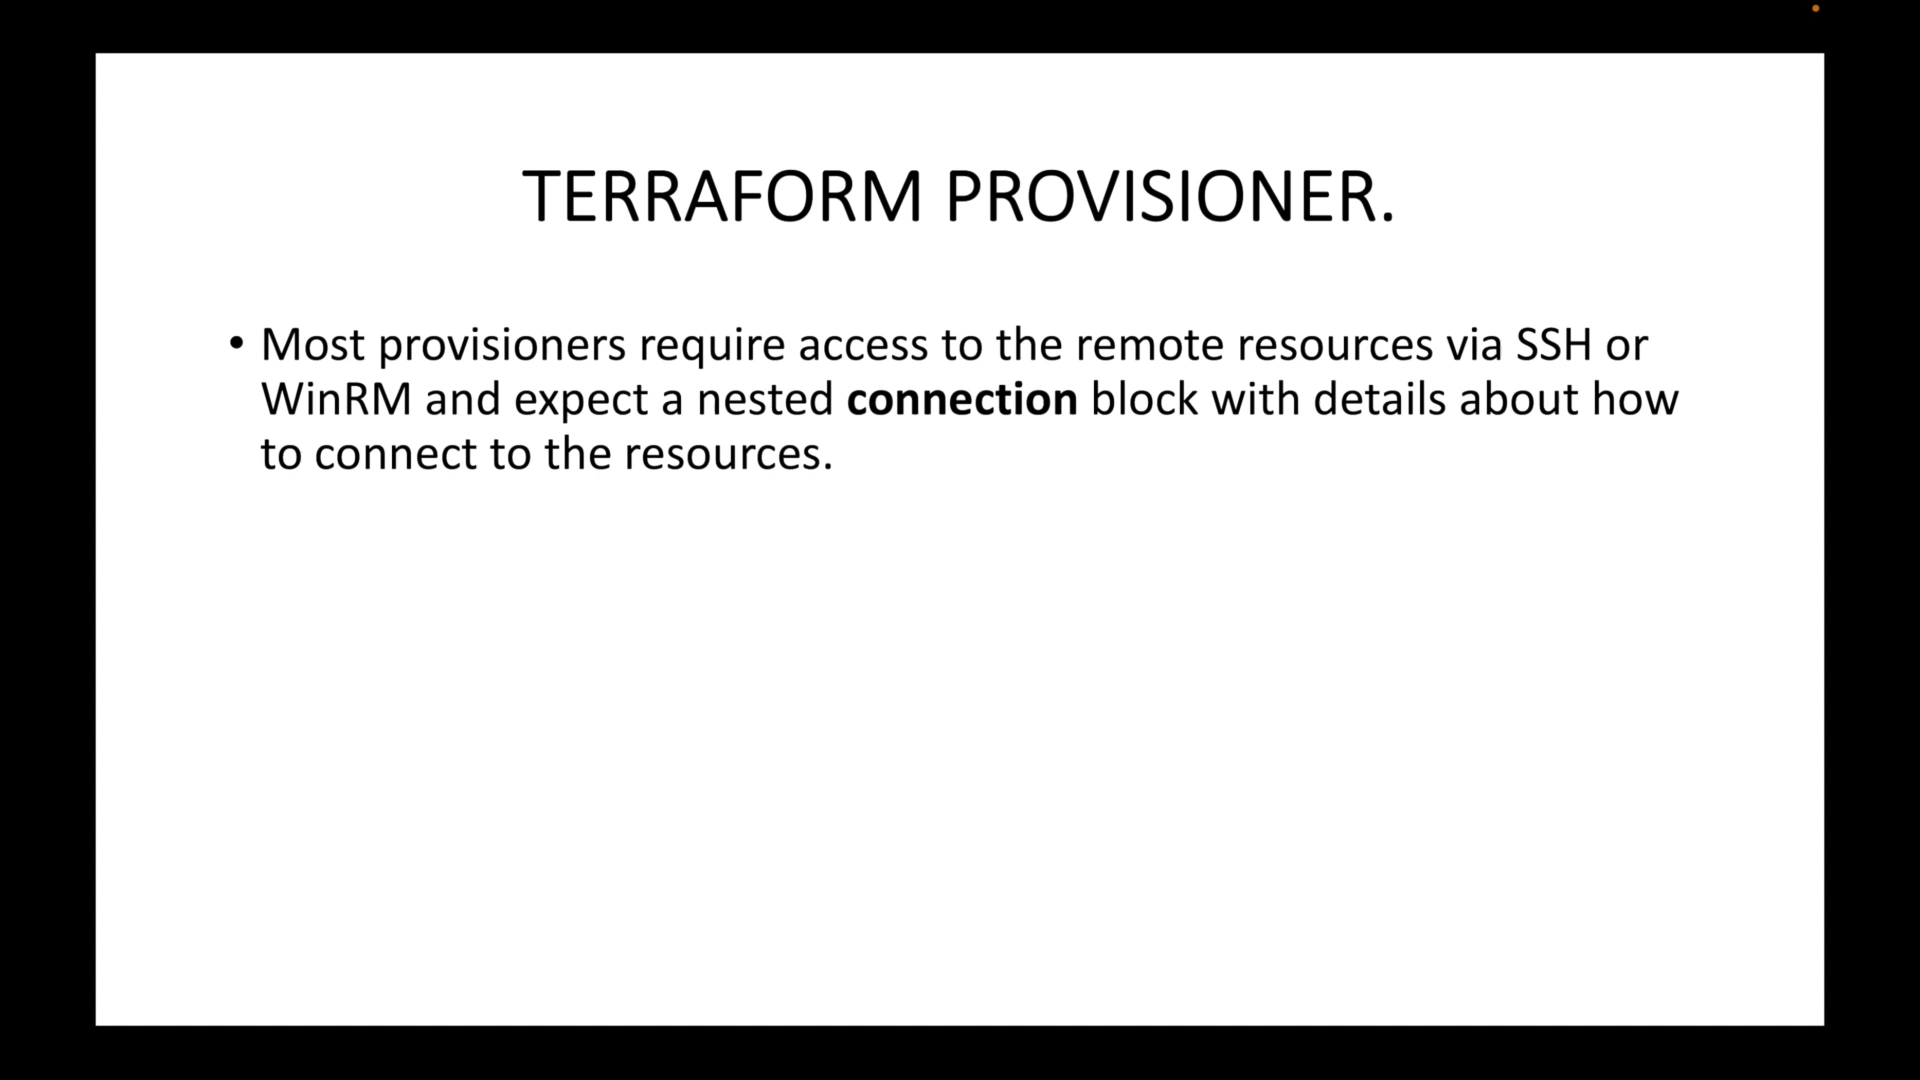 TERRAFORM PROVISIONER.
• Most provisioners require access to the remote resources via SSH or
WinRM and expect a nested connection block with details about how
to connect to the resources.